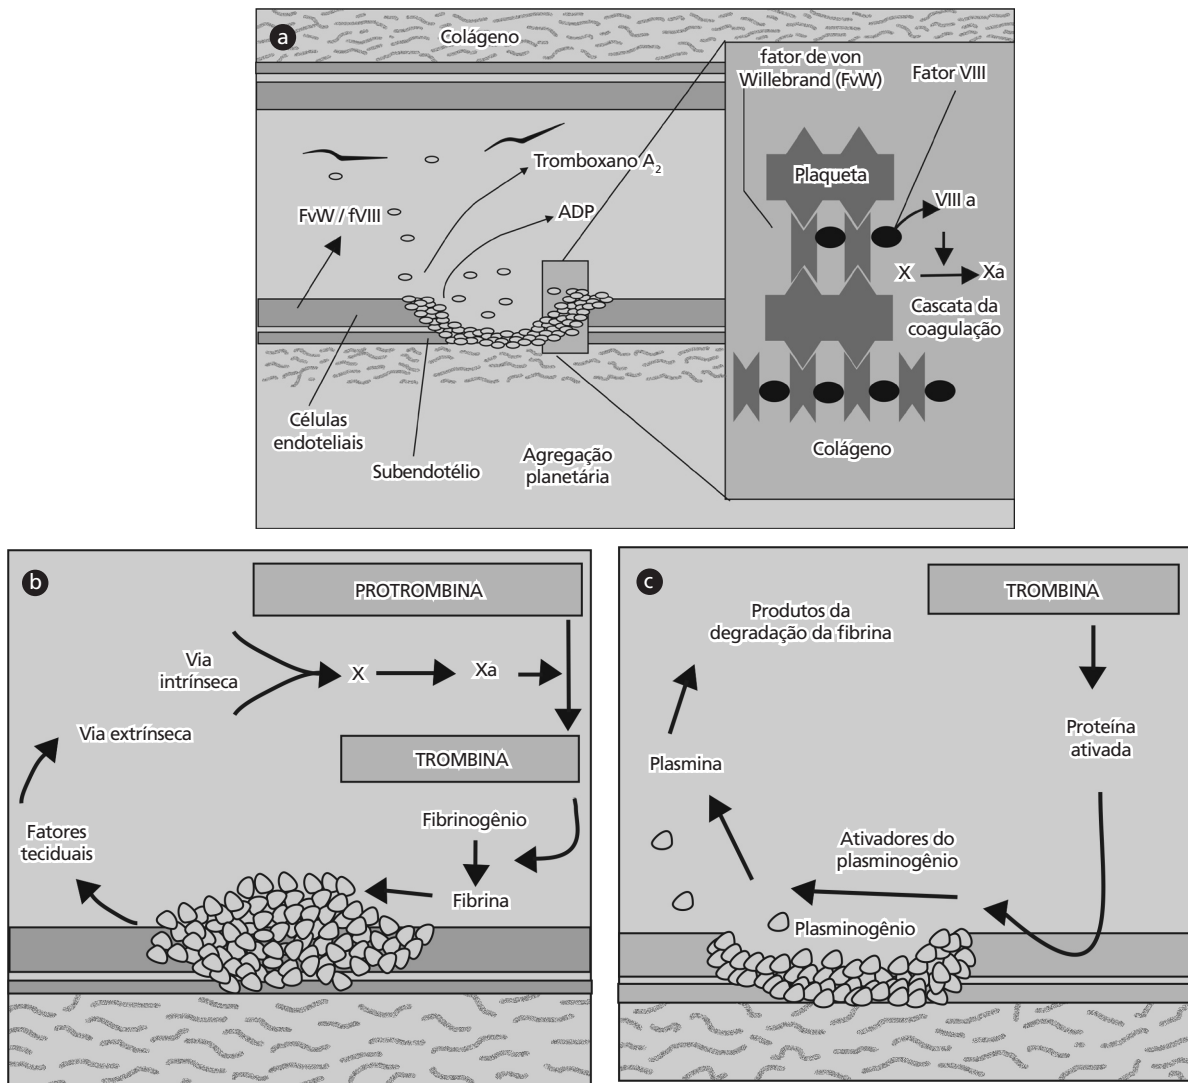 a
Colágeno
fator de von
Willebrand (FvW)
Fator VIII
Tromboxano A₂
Plaqueta
FvW / fVIII
ADP
VIII a
X
Xa
Cascata da
coagulação
Células
endoteliais
Subendotélio
Agregação
planetária
Colágeno
b
PROTROMBINA
Via
intrínseca
X
Xa
Via extrínseca
TROMBINA
Fibrinogênio
Fatores
teciduais
Fibrina
c
TROMBINA
Produtos da
degradação da fibrina
Proteína
ativada
Plasmina
Ativadores do
plasminogênio
Plasminogênio